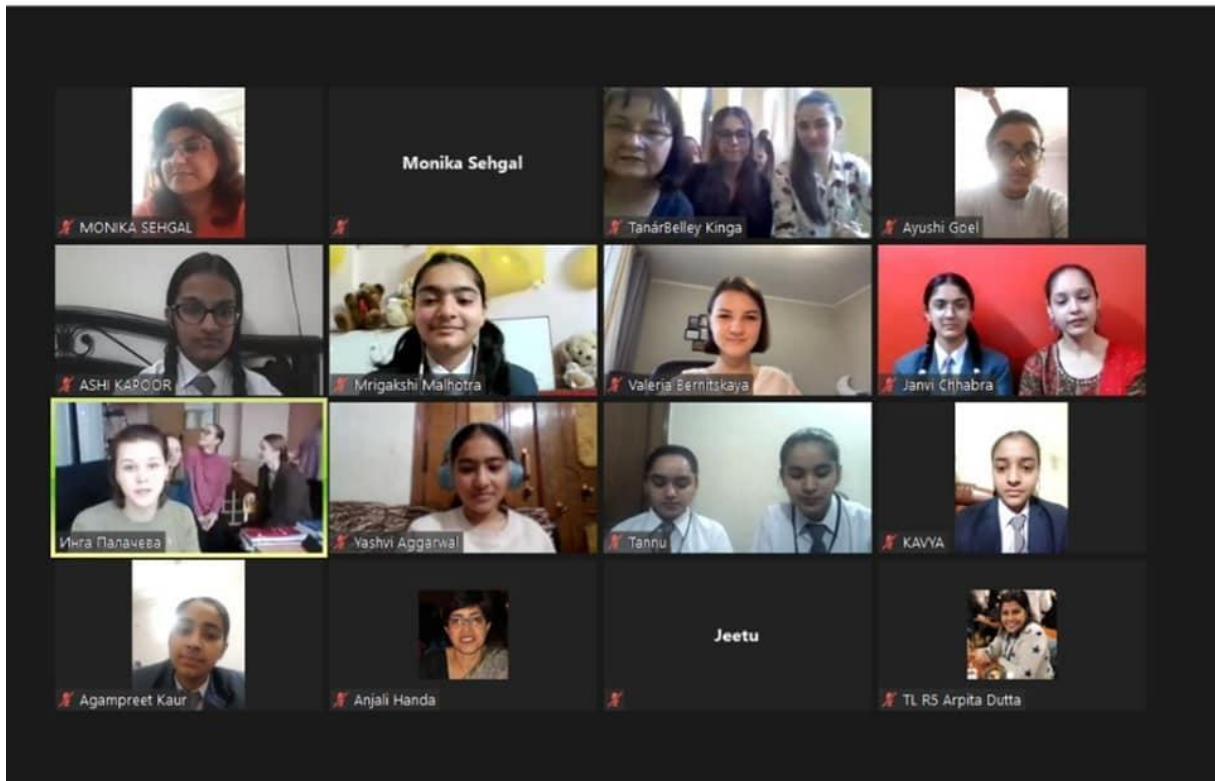 MONIKA SEHGAL
Monika Sehgal
TanárBelley Kinga
Ayushi Goel
ASHI KAPOOR
Mrigakshi Malhotra
Valeria Bernitskaya
Janvi Chhabra
Инга Палачева
Yashvi Aggarwal
Tannu
KAVYA
Agampreet Kaur
Anjali Handa
Jeetu
TL R5 Arpita Dutta